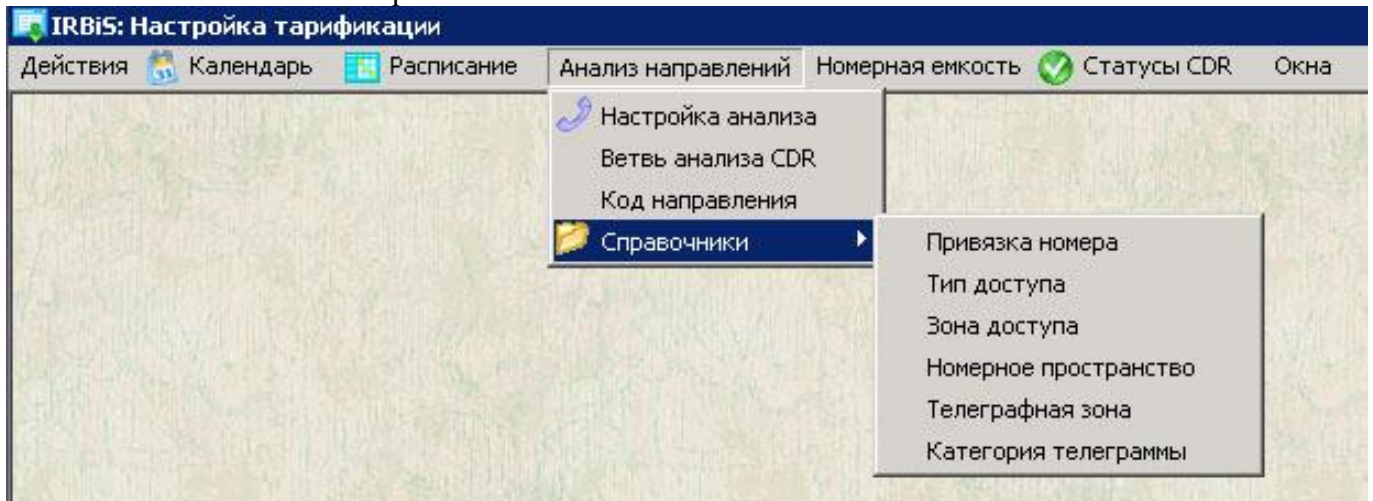 IRBiS: Настройка тарификации
Действия Календарь Расписание Анализ направлений Номерная емкость Статусы CDR Окна
Настройка анализа
Ветвь анализа CDR
Код направления
Справочники
Привязка номера
Тип доступа
Зона доступа
Номерное пространство
Телеграфная зона
Категория телеграммы